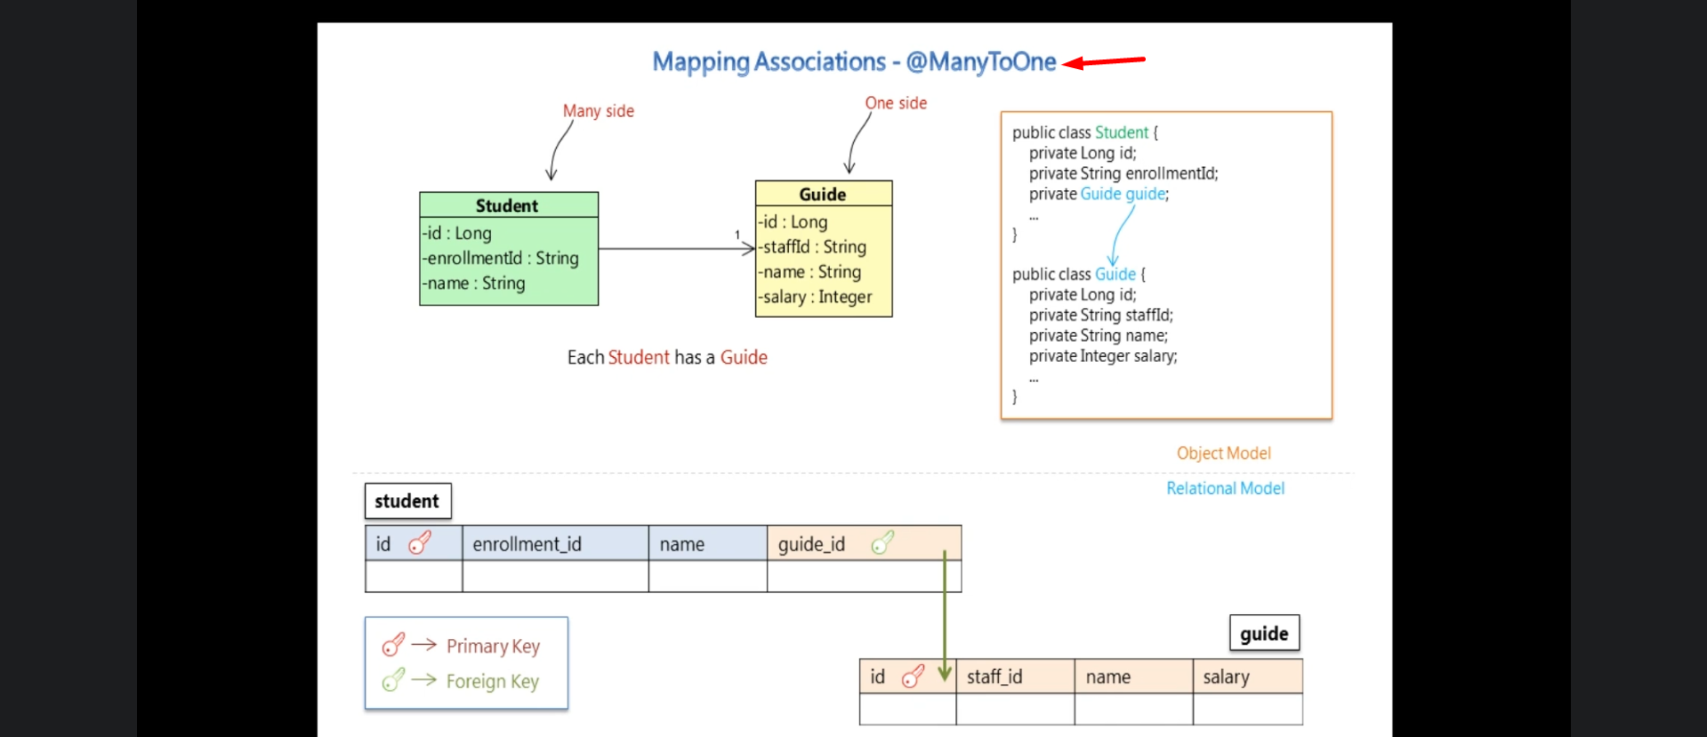 Mapping Associations - @ManyToOne
Many side
One side
Student
-id : Long
-enrollmentId : String
-name : String
1
Guide
-id : Long
-staffId : String
-name : String
-salary : Integer
Each Student has a Guide
public class Student {
private Long id;
private String enrollmentId;
private Guide guide;
...
}
public class Guide {
private Long id;
private String staffId;
private String name;
private Integer salary;
...
}
Object Model
Relational Model
student
id enrollment_id name guide_id
Primary Key
Foreign Key
guide
id staff_id name salary